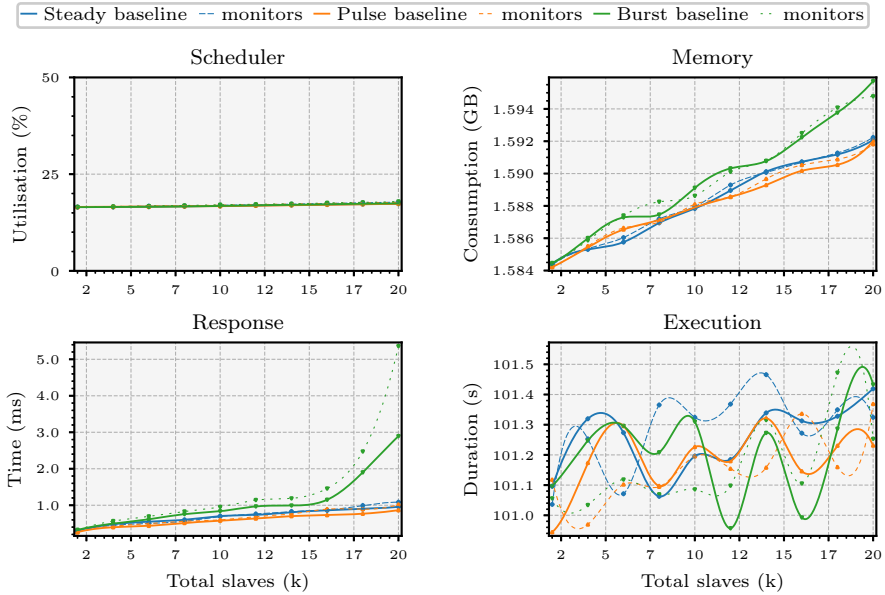 Steady baseline monitors Pulse baseline monitors Burst baseline monitors
Scheduler
Utilisation (%)
50
25
0
2 5 7 10 12 15 17 20
Memory
Consumption (GB)
1.594
1.592
1.590
1.588
1.586
1.584
2 5 7 10 12 15 17 20
Response
Time (ms)
5.0
4.0
3.0
2.0
1.0
2 5 7 10 12 15 17 20
Total slaves (k)
Execution
Duration (s)
101.5
101.4
101.3
101.2
101.1
101.0
2 5 7 10 12 15 17 20
Total slaves (k)